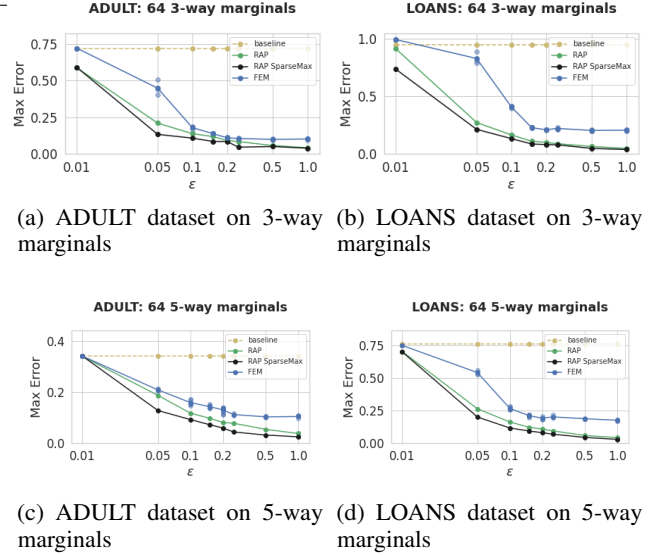 ADULT: 64 3-way marginals
Max Error
0.75
0.50
0.25
0.00
baseline
RAP
RAP SparseMax
FEM
0.01 0.05 0.1 0.2 0.5 1.0
ε
(a) ADULT dataset on 3-way
marginals
LOANS: 64 3-way marginals
Max Error
1.0
0.5
0.0
baseline
RAP
RAP SparseMax
FEM
0.01 0.05 0.1 0.2 0.5 1.0
ε
(b) LOANS dataset on 3-way
marginals
ADULT: 64 5-way marginals
Max Error
0.4
0.2
0.0
baseline
RAP
RAP SparseMax
FEM
0.01 0.05 0.1 0.2 0.5 1.0
ε
(c) ADULT dataset on 5-way
marginals
LOANS: 64 5-way marginals
Max Error
0.75
0.50
0.25
0.00
baseline
RAP
RAP SparseMax
FEM
0.01 0.05 0.1 0.2 0.5 1.0
ε
(d) LOANS dataset on 5-way
marginals